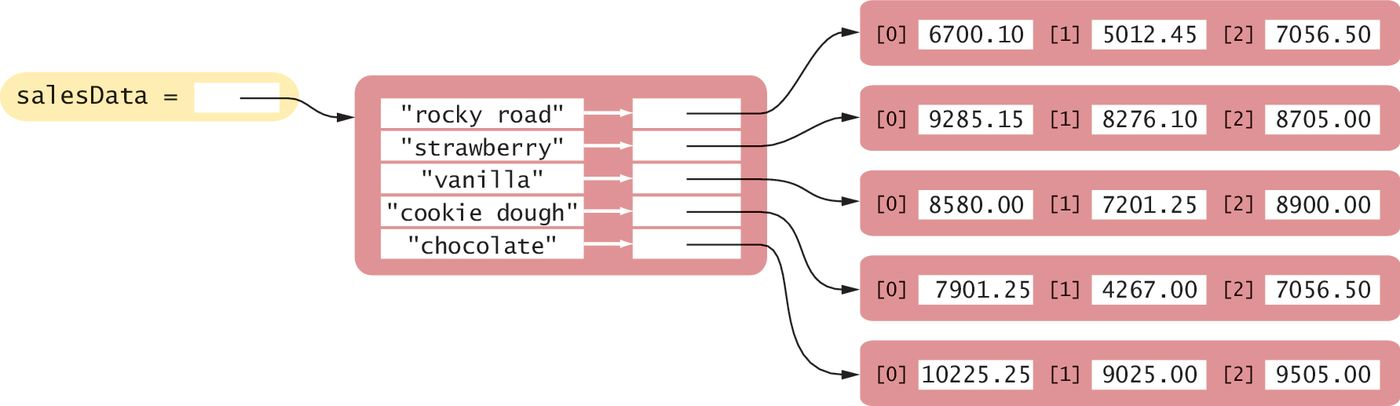 salesData =
"rocky road"
"strawberry"
"vanilla"
"cookie dough"
"chocolate"
[0] 6700.10 [1] 5012.45 [2] 7056.50
[0] 9285.15 [1] 8276.10 [2] 8705.00
[0] 8580.00 [1] 7201.25 [2] 8900.00
[0] 7901.25 [1] 4267.00 [2] 7056.50
[0] 10225.25 [1] 9025.00 [2] 9505.00